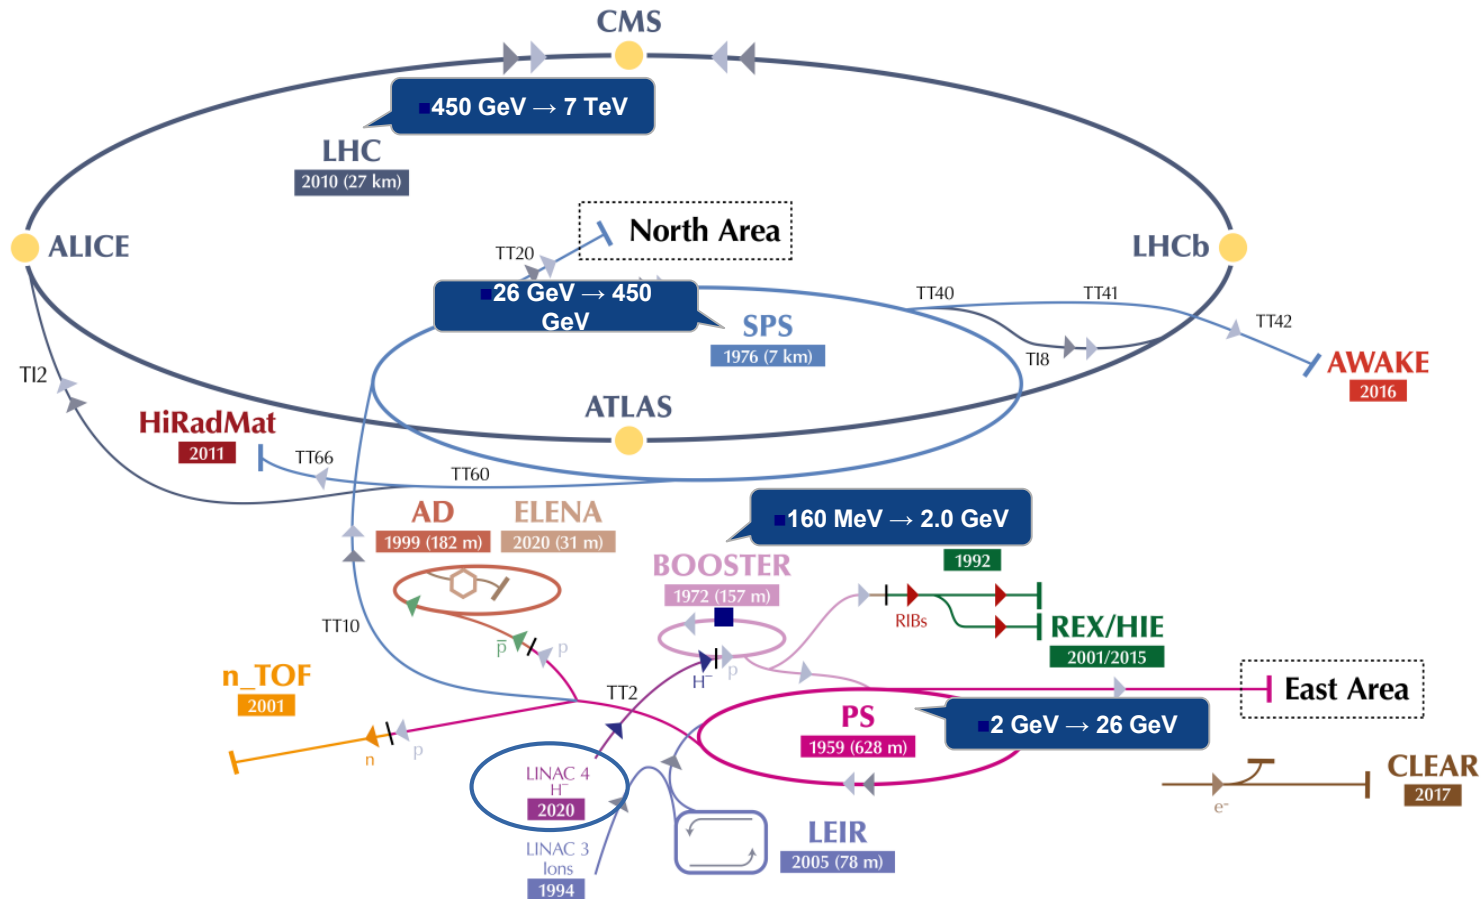 CMS
■450 GeV → 7 TeV
LHC
2010 (27 km)
North Area
ALICE
LHCb
TT20
■26 GeV → 450
GeV
TT40
TT41
TT42
SPS
1976 (7 km)
TI8
TI2
AWAKE
2016
ATLAS
HiRadMat
2011
TT66
TT60
AD
1999 (182 m)
ELENA
2020 (31 m)
■160 MeV → 2.0 GeV
1992
BOOSTER
1972 (157 m)
RIBs
REX/HIE
2001/2015
TT10
p̅
p
H⁻
p
n_TOF
2001
TT2
East Area
PS
1959 (628 m)
■2 GeV → 26 GeV
n
p
LINAC 4
H⁻
2020
CLEAR
2017
e⁻
LINAC 3
Ions
1994
LEIR
2005 (78 m)